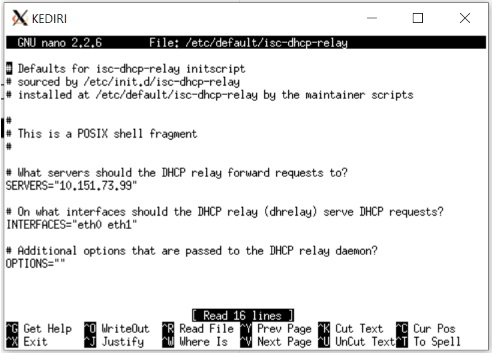 KEDIRI
GNU nano 2.2.6 File: /etc/default/isc-dhcp-relay
# Defaults for isc-dhcp-relay initscript
# sourced by /etc/init.d/isc-dhcp-relay
# installed at /etc/default/isc-dhcp-relay by the maintainer scripts
#
# This is a POSIX shell fragment
#
# What servers should the DHCP relay forward requests to?
SERVERS="10.151.73.99"
# On what interfaces should the DHCP relay (dhrelay) serve DHCP requests?
INTERFACES="eth0 eth1"
# Additional options that are passed to the DHCP relay daemon?
OPTIONS=""
[ Read 16 lines ]
^G Get Help ^O WriteOut ^R Read File ^Y Prev Page ^K Cut Text ^C Cur Pos
^X Exit ^J Justify ^W Where Is ^V Next Page ^U UnCut Text ^T To Spell